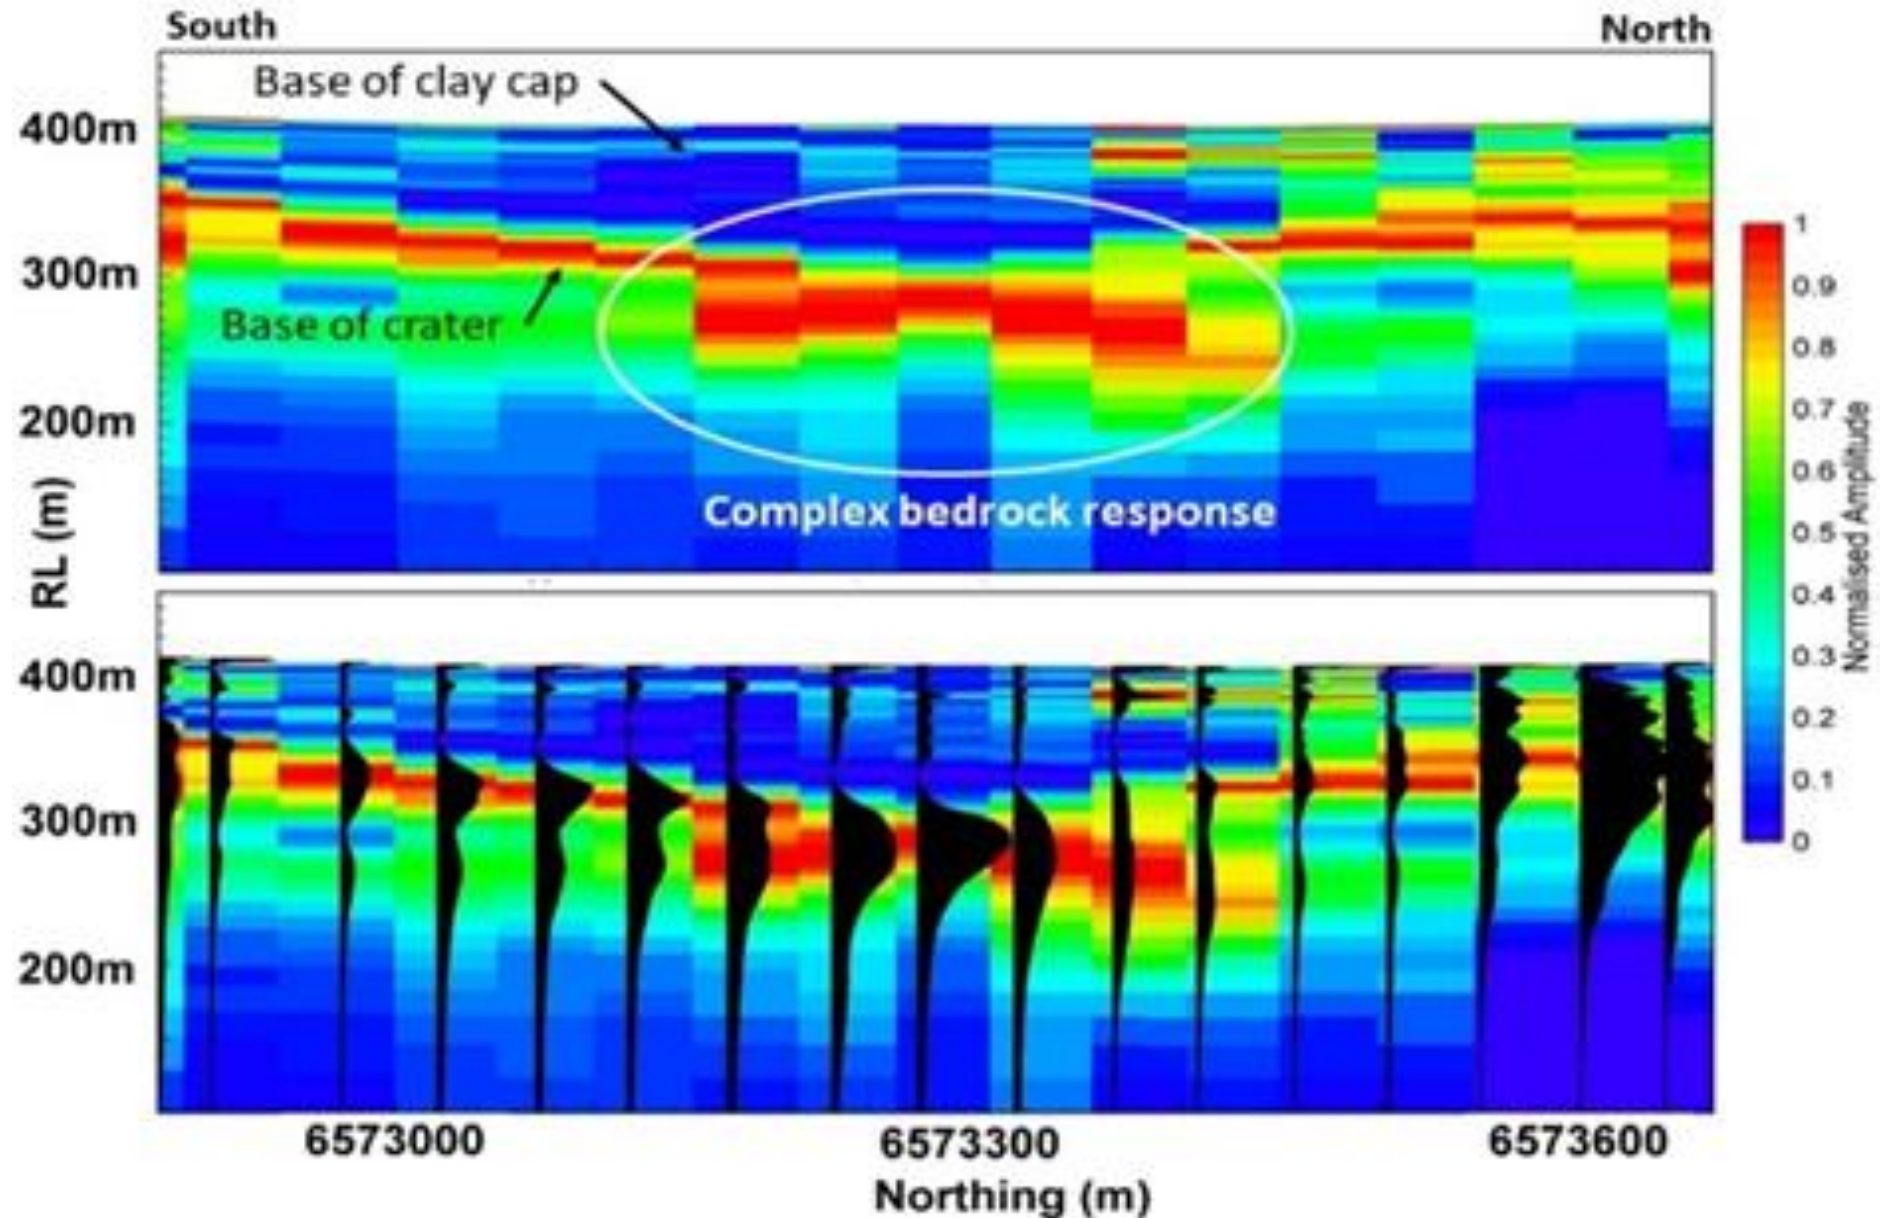 South
North
Base of clay cap
400m
300m
Base of crater
200m
Complex bedrock response
RL (m)
400m
300m
200m
1
0.9
0.8
0.7
0.6
0.5
0.4
0.3
0.2
0.1
0
Normalised Amplitude
6573000
6573300
6573600
Northing (m)